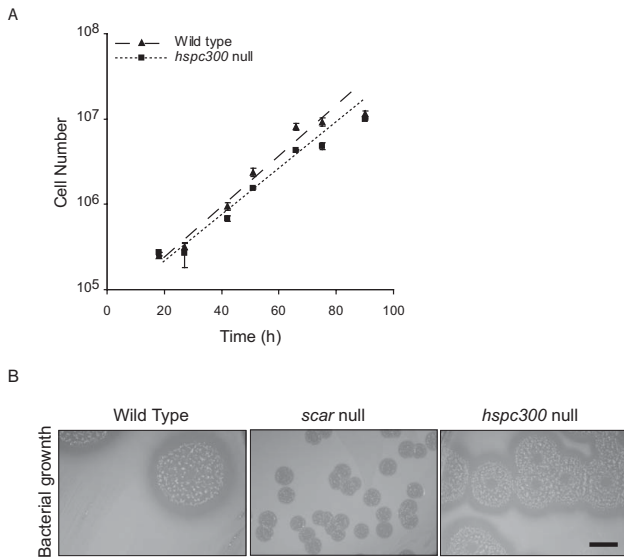 A
10⁸
10⁷
10⁶
10⁵
Cell Number
Wild type
hspc300 null
0
20
40
60
80
100
Time (h)
B
Wild Type
scar null
hspc300 null
Bacterial grownth